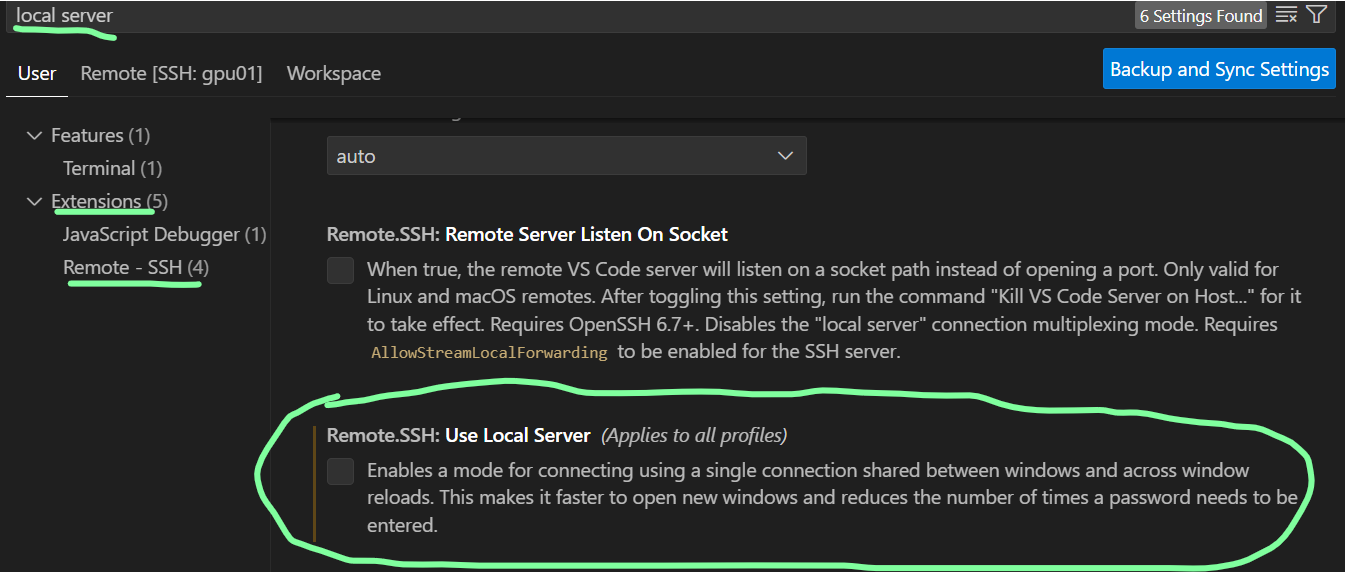 local server
6 Settings Found
User
Remote [SSH: gpu01]
Workspace
Backup and Sync Settings
Features (1)
Terminal (1)
Extensions (5)
JavaScript Debugger (1)
Remote - SSH (4)
auto
Remote.SSH: Remote Server Listen On Socket
When true, the remote VS Code server will listen on a socket path instead of opening a port. Only valid for
Linux and macOS remotes. After toggling this setting, run the command "Kill VS Code Server on Host..." for it
to take effect. Requires OpenSSH 6.7+. Disables the "local server" connection multiplexing mode. Requires
AllowStreamLocalForwarding to be enabled for the SSH server.
Remote.SSH: Use Local Server (Applies to all profiles)
Enables a mode for connecting using a single connection shared between windows and across window
reloads. This makes it faster to open new windows and reduces the number of times a password needs to be
entered.